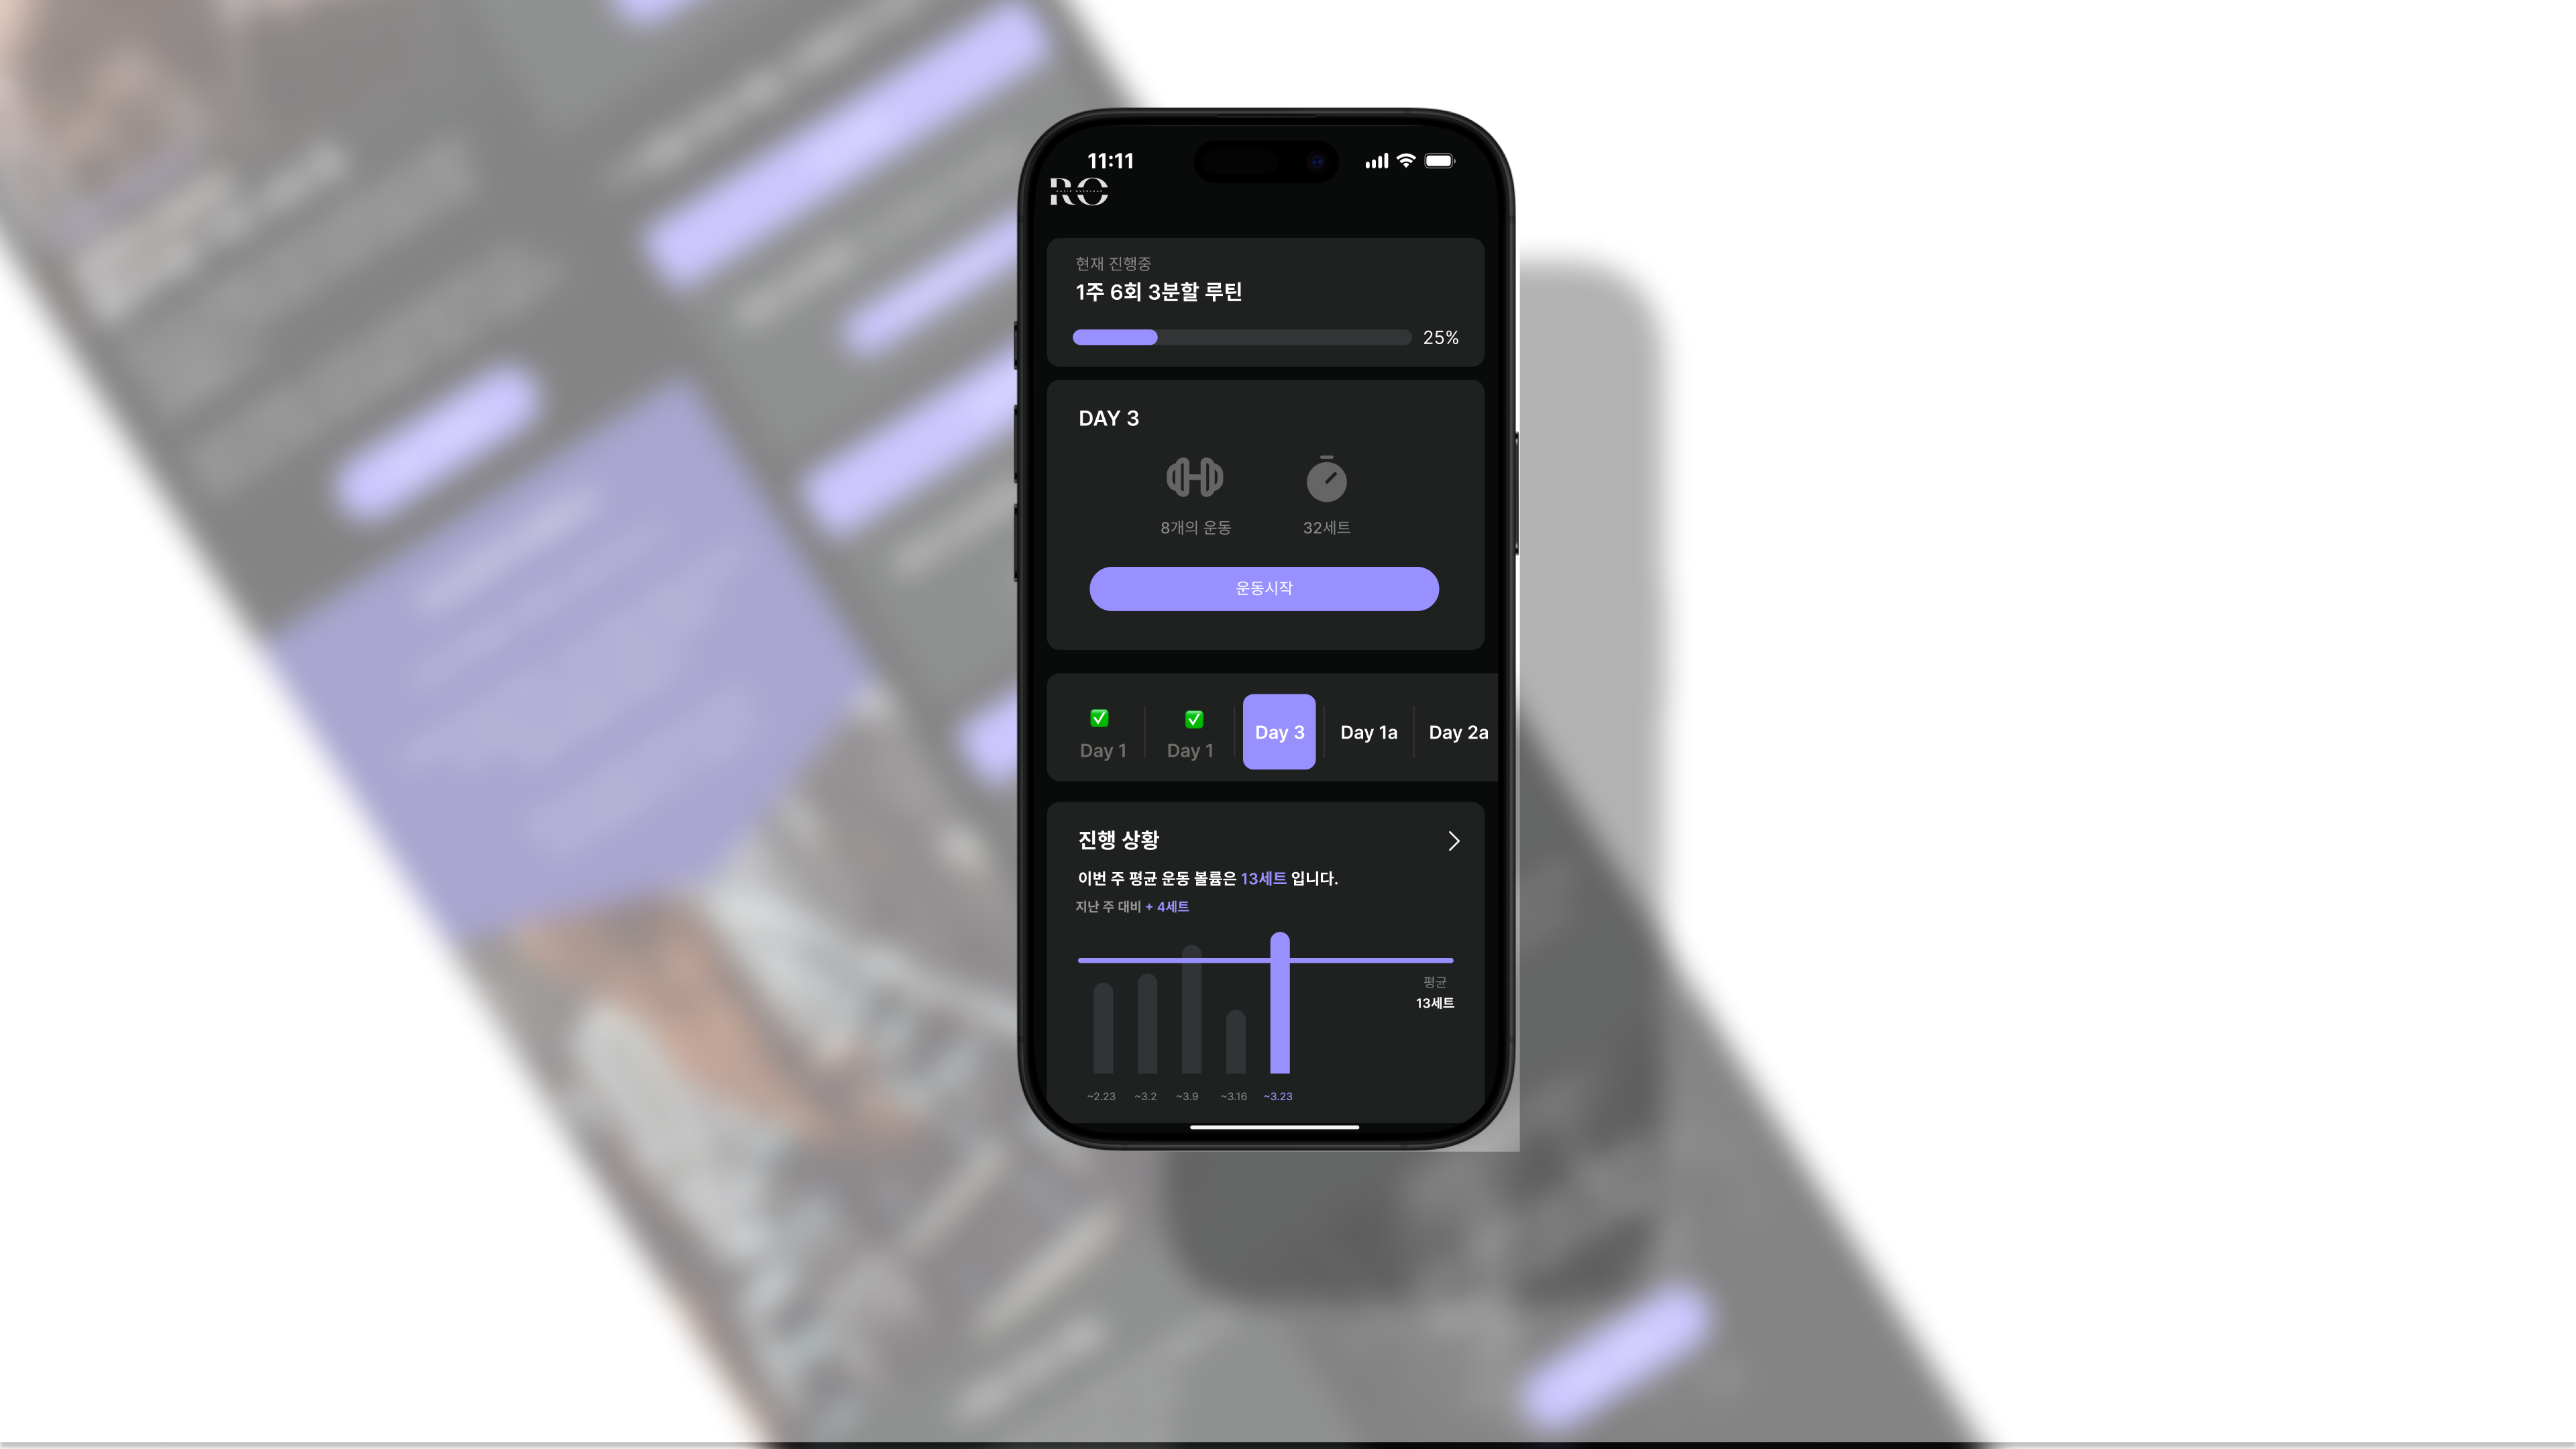 11:11
RO
현재 진행중
1주 6회 3분할 루틴
25%
DAY 3
8개의 운동
32세트
운동시작
Day 1
Day 1
Day 3
Day 1a
Day 2a
진행 상황
이번 주 평균 운동 볼륨은 13세트 입니다.
지난 주 대비 + 4세트
평균
13세트
~2.23
~3.2
~3.9
~3.16
~3.23